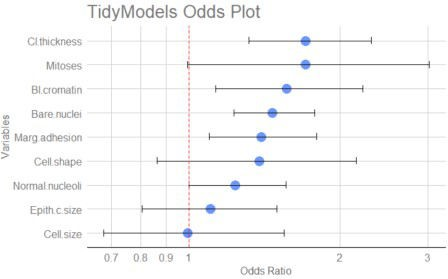 TidyModels Odds Plot
Cl.thickness
Mitoses
Bl.cromatin
Bare.nuclei
Marg.adhesion
Cell.shape
Normal.nucleoli
Epith.c.size
Cell.size
Variables
0.7 0.8 0.9 1 2 3
Odds Ratio